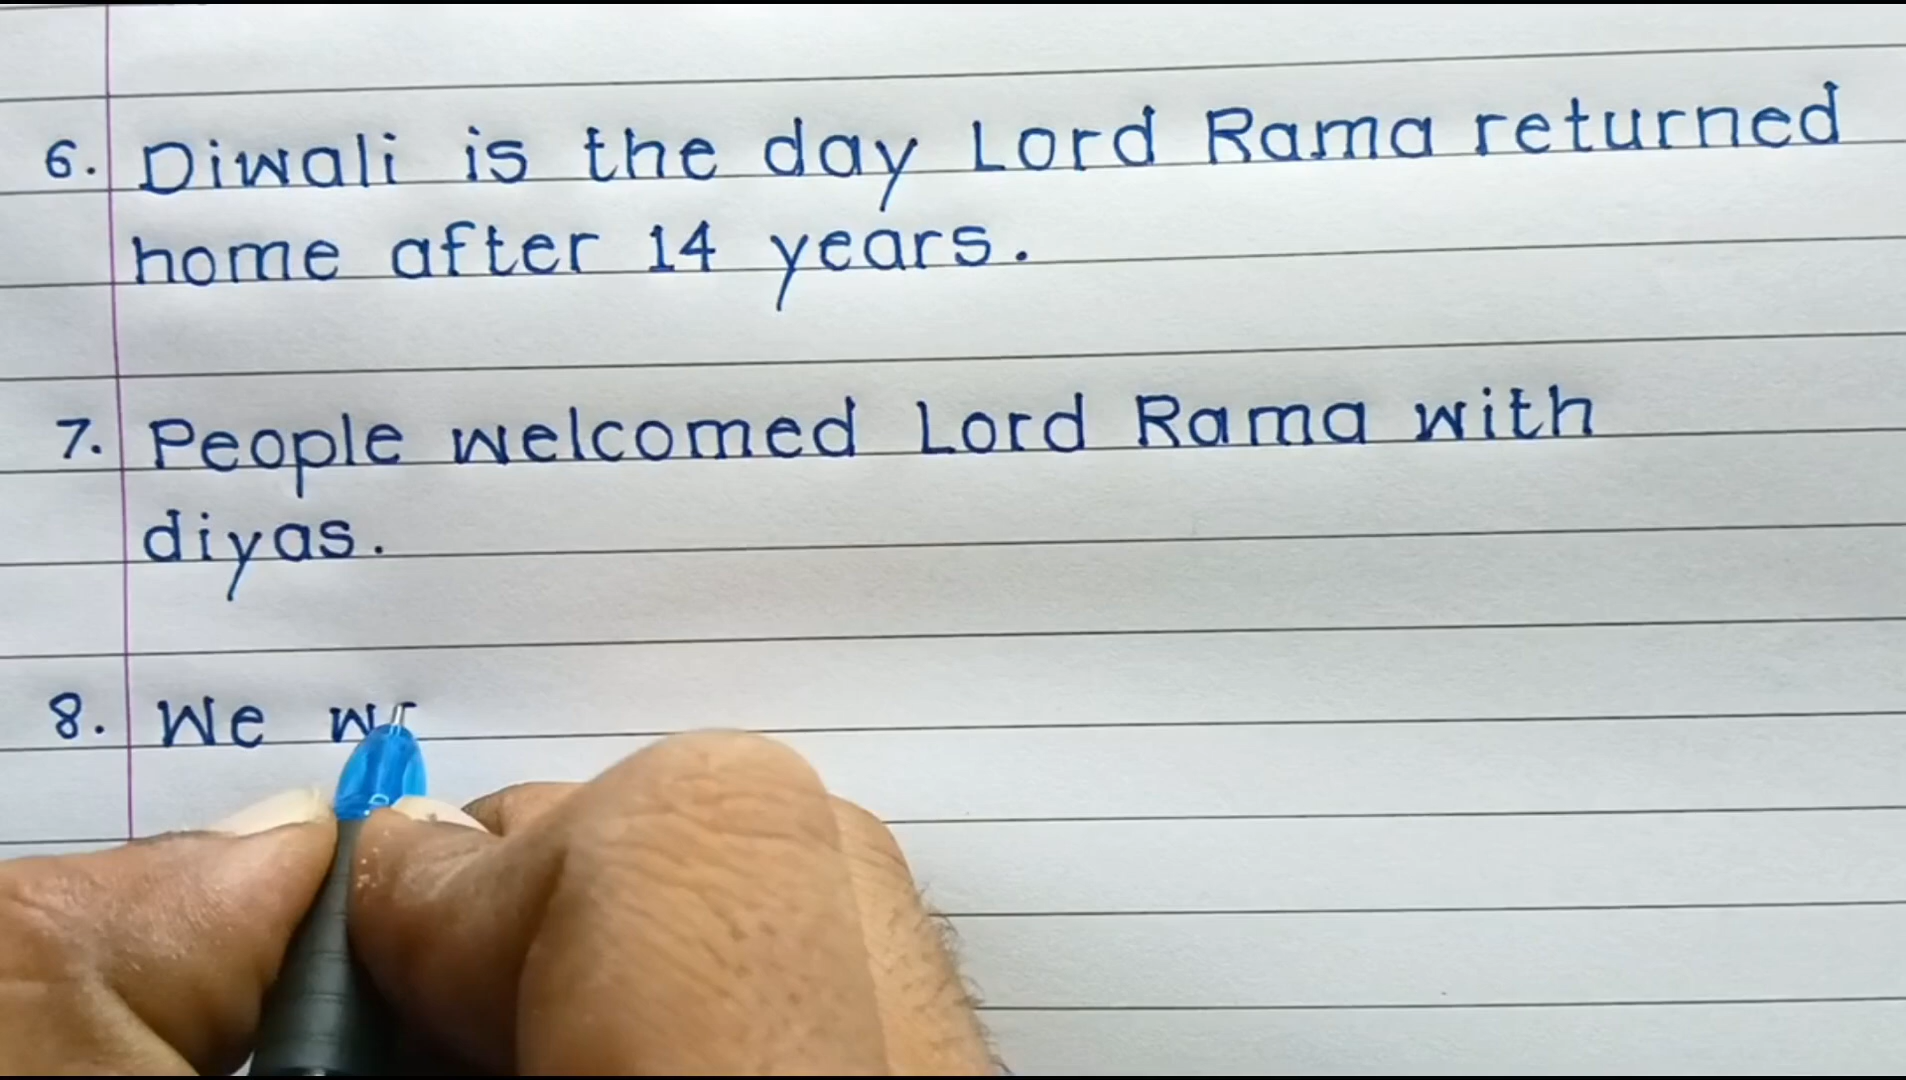 6. Diwali is the day Lord Rama returned
home after 14 years.
7. People welcomed Lord Rama with
diyas.
8. We